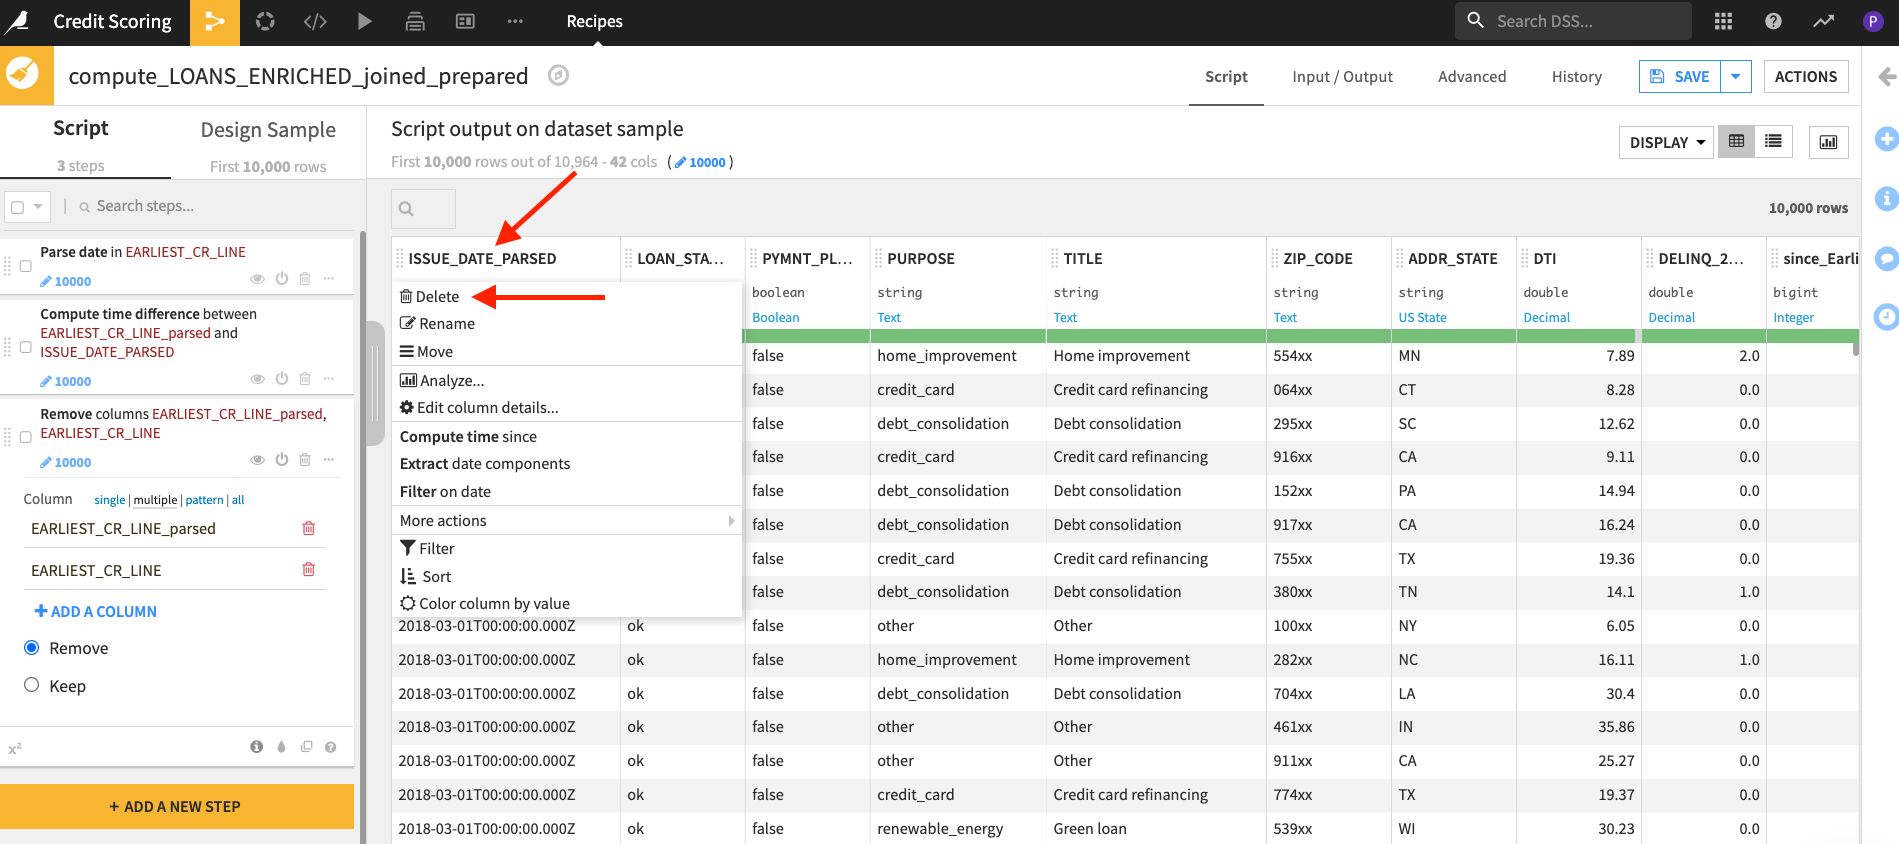 Credit Scoring
Recipes
Search DSS...
P
compute_LOANS_ENRICHED_joined_prepared
Script
Input / Output
Advanced
History
SAVE
ACTIONS
Script
3 steps
Design Sample
First 10,000 rows
Search steps...
Parse date in EARLIEST_CR_LINE
10000
Compute time difference between
EARLIEST_CR_LINE_parsed and
ISSUE_DATE_PARSED
10000
Remove columns EARLIEST_CR_LINE_parsed,
EARLIEST_CR_LINE
10000
Column single | multiple | pattern | all
EARLIEST_CR_LINE_parsed
EARLIEST_CR_LINE
+ ADD A COLUMN
Remove
Keep
x²
+ ADD A NEW STEP
Script output on dataset sample
First 10,000 rows out of 10,964 - 42 cols ( 10000 )
DISPLAY
10,000 rows
ISSUE_DATE_PARSED LOAN_STA... PYMNT_PL... PURPOSE TITLE ZIP_CODE ADDR_STATE DTI DELINQ_2... since_Earli
boolean string string string string double double bigint
Boolean Text Text Text US State Decimal Decimal Integer
Delete
Rename
Move
Analyze...
Edit column details...
Compute time since
Extract date components
Filter on date
More actions
Filter
Sort
Color column by value
false home_improvement Home improvement 554xx MN 7.89 2.0
false credit_card Credit card refinancing 064xx CT 8.28 0.0
false debt_consolidation Debt consolidation 295xx SC 12.62 0.0
false credit_card Credit card refinancing 916xx CA 9.11 0.0
false debt_consolidation Debt consolidation 152xx PA 14.94 0.0
false debt_consolidation Debt consolidation 917xx CA 16.24 0.0
false credit_card Credit card refinancing 755xx TX 19.36 0.0
false debt_consolidation Debt consolidation 380xx TN 14.1 1.0
2018-03-01T00:00:00.000Z ok false other Other 100xx NY 6.05 0.0
2018-03-01T00:00:00.000Z ok false home_improvement Home improvement 282xx NC 16.11 1.0
2018-03-01T00:00:00.000Z ok false debt_consolidation Debt consolidation 704xx LA 30.4 0.0
2018-03-01T00:00:00.000Z ok false other Other 461xx IN 35.86 0.0
2018-03-01T00:00:00.000Z ok false other Other 911xx CA 25.27 0.0
2018-03-01T00:00:00.000Z ok false credit_card Credit card refinancing 774xx TX 19.37 0.0
2018-03-01T00:00:00.000Z ok false renewable_energy Green loan 539xx WI 30.23 0.0